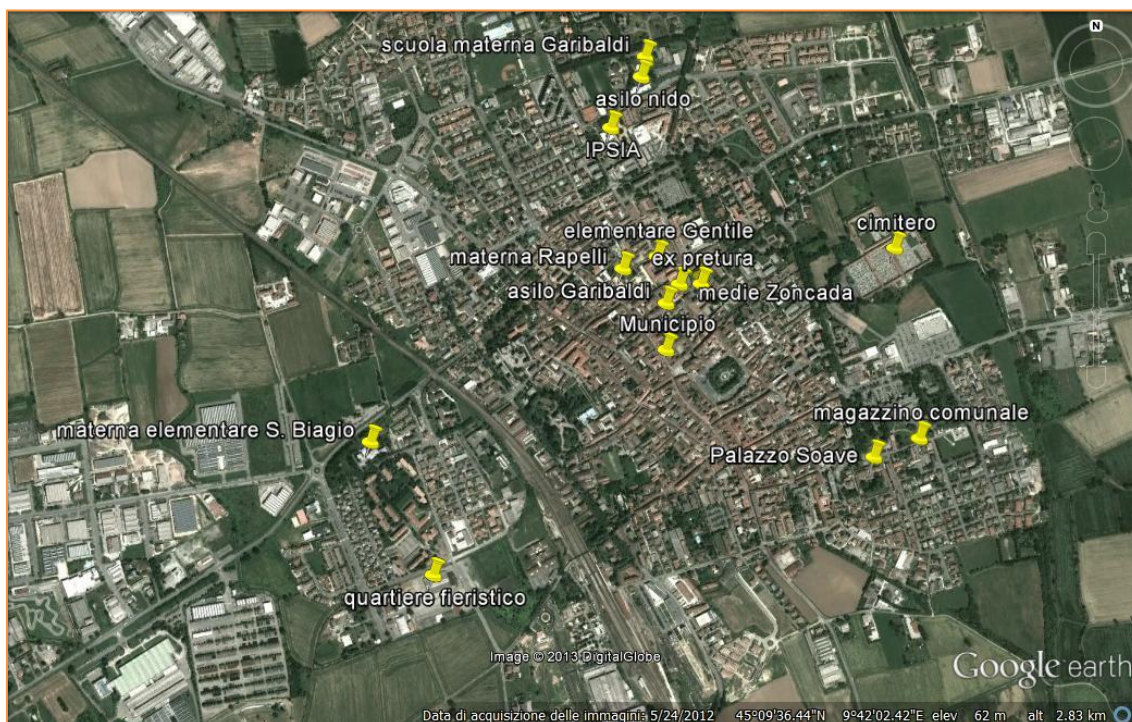 N
scuola materna Garibaldi
asilo nido
IPSIA
cimitero
elementare Gentile
materna Rapelli
ex pretura
asilo Garibaldi
medie Zoncada
Municipio
magazzino comunale
materna elementare S. Biagio
Palazzo Soave
quartiere fieristico
Image © 2013 DigitalGlobe
Google earth
Data di acquisizione delle immagini: 5/24/2012 45°09'36.44"N 9°42'02.42"E elev 62 m alt 2.83 km